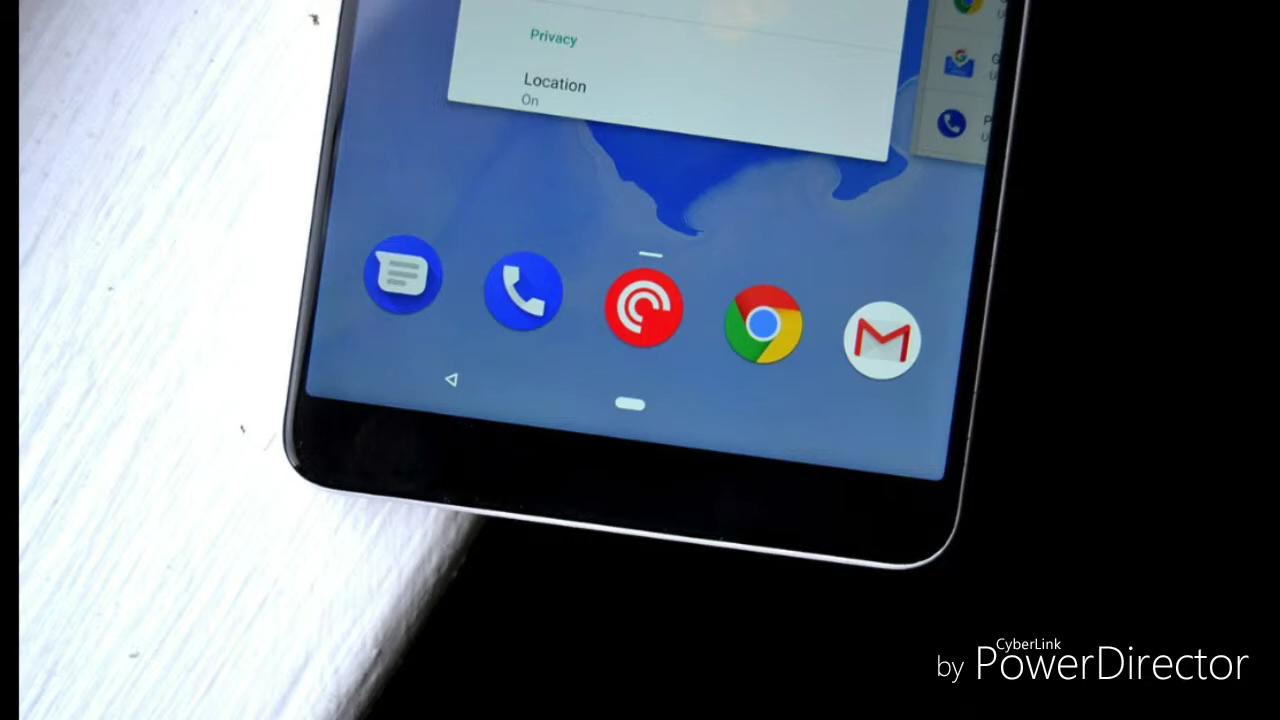 Privacy
Location
On
CyberLink
by PowerDirector